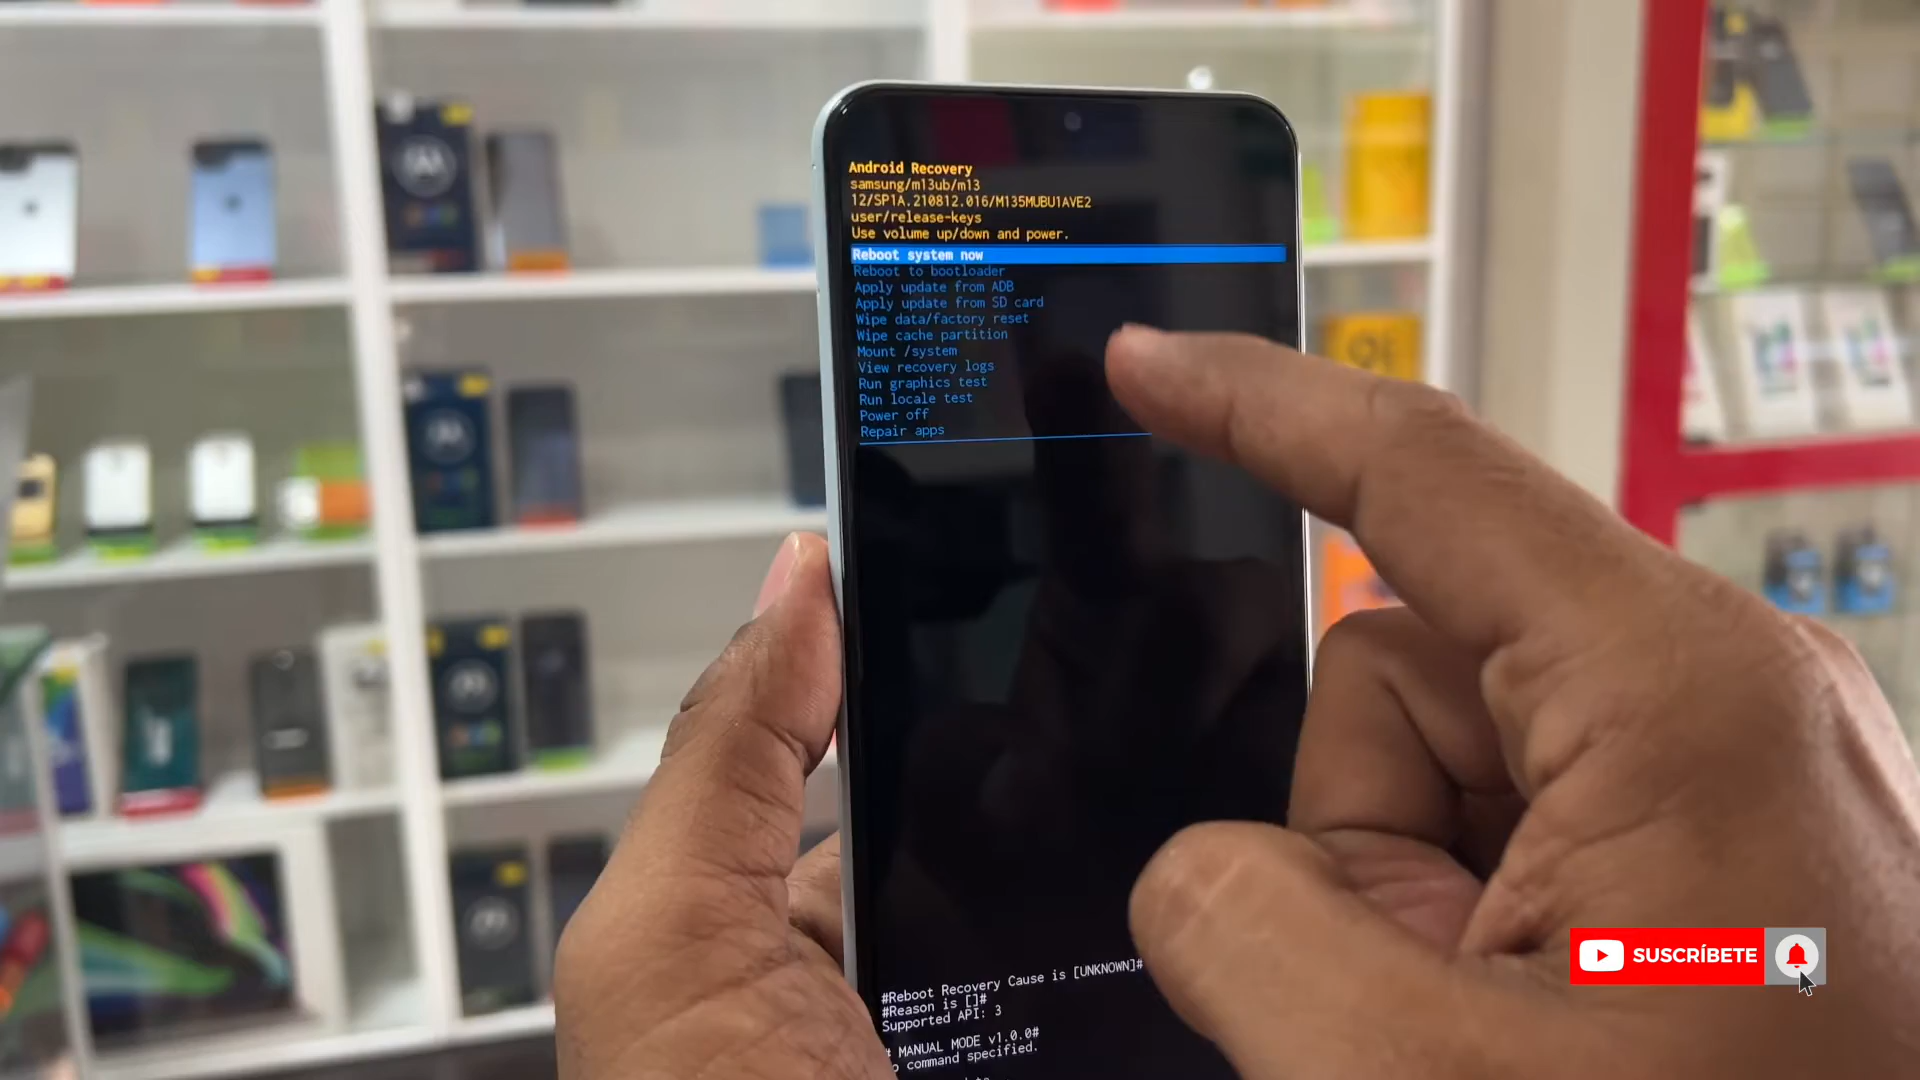 Android Recovery
samsung/m13ub/m13
12/SP1A.210812.016/M135MUBU1AVE2
user/release-keys
Use volume up/down and power.
Reboot system now
Reboot to bootloader
Apply update from ADB
Apply update from SD card
Wipe data/factory reset
Wipe cache partition
Mount /system
View recovery logs
Run graphics test
Run locale test
Power off
Repair apps
#Reboot Recovery Cause is [UNKNOWN]#
#Reason is []#
Supported API: 3
MANUAL MODE v1.0.0#
command specified.
SUSCRÍBETE